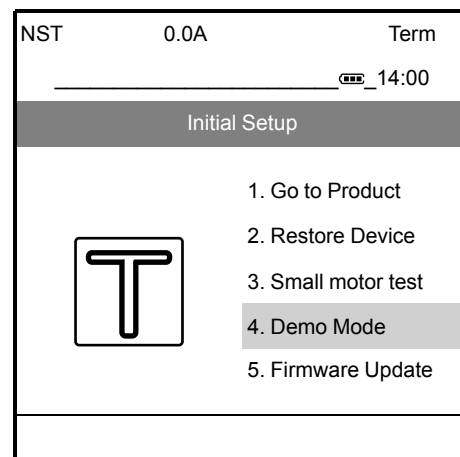 NST 0.0A Term
14:00
Initial Setup
1. Go to Product
2. Restore Device
3. Small motor test
4. Demo Mode
5. Firmware Update
T